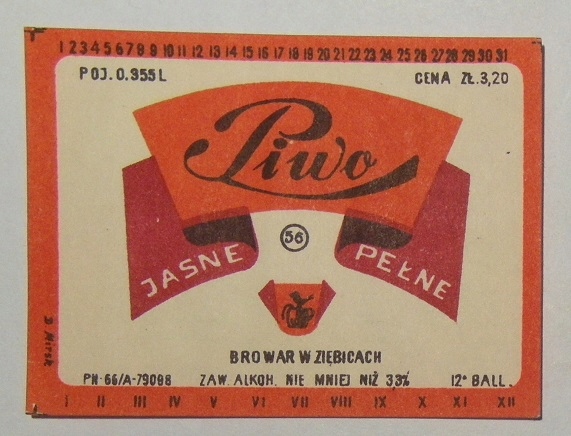 1 2 3 4 5 6 7 8 9 10 11 12 13 14 15 16 17 18 19 20 21 22 23 24 25 26 27 28 29 30 31
POJ. 0.355 L
CENA ZŁ. 3,20
Piwo
JASNE
56
PEŁNE
BROWAR W ZIĘBICACH
PN-66/A-79098
ZAW. ALKOH. NIE MNIEJ NIŻ 3,3%
12° BALL.
I II III IV V VI VII VIII IX X XI XII